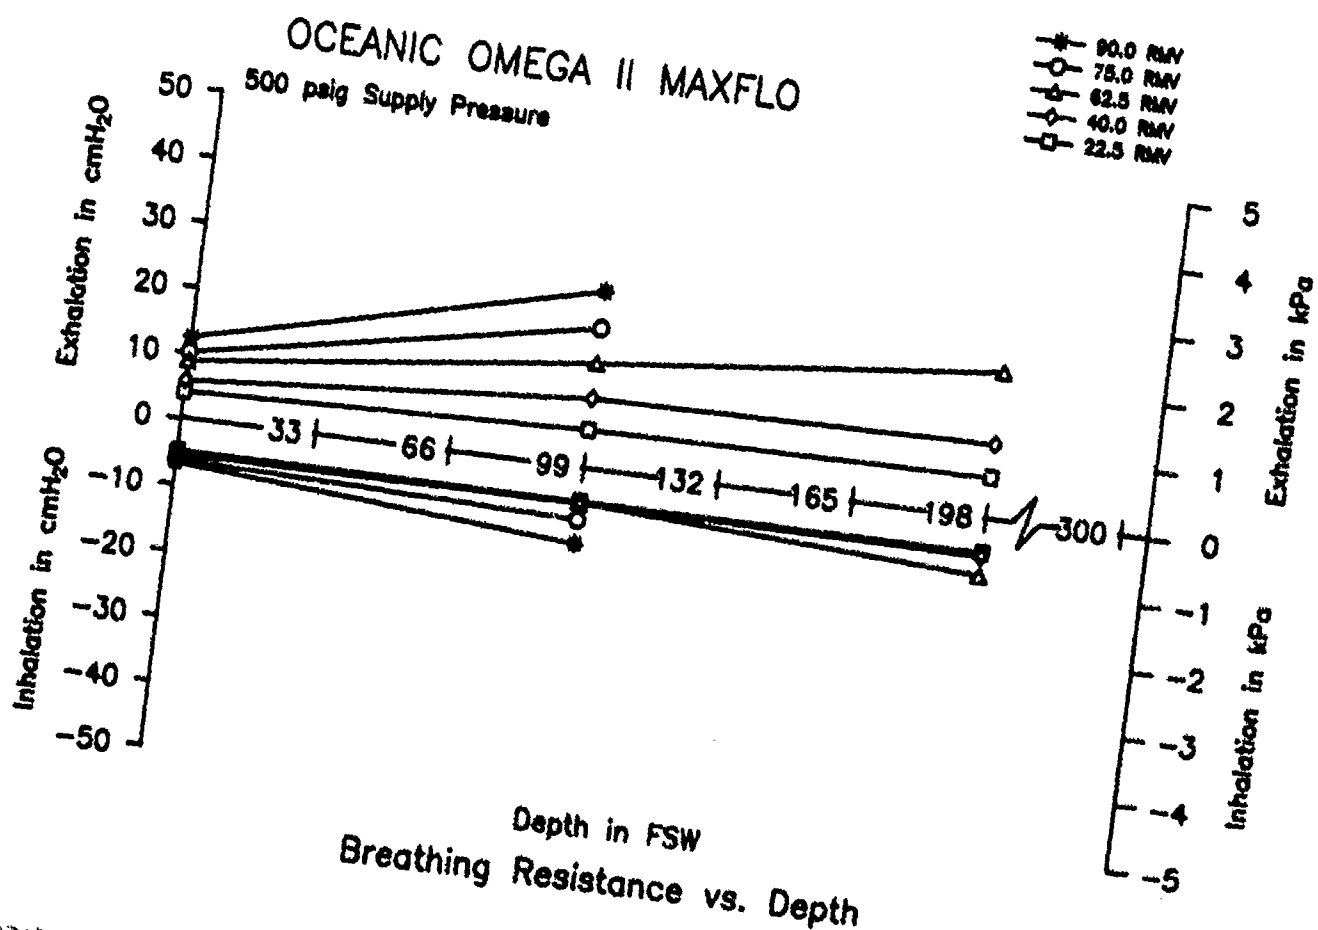 OCEANIC OMEGA II MAXFLO
500 psig Supply Pressure
90.0 RMV
75.0 RMV
62.5 RMV
40.0 RMV
22.5 RMV
Exhalation in cmH₂O
Inhalation in cmH₂O
50
40
30
20
10
0
-10
-20
-30
-40
-50
33 66 99 132 165 198 300
5
4
3
2
1
0
-1
-2
-3
-4
-5
Exhalation in kPa
Inhalation in kPa
Depth in FSW
Breathing Resistance vs. Depth